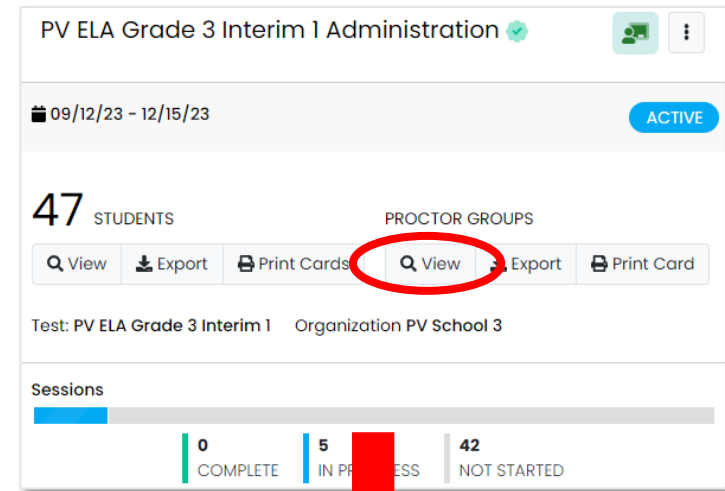 PV ELA Grade 3 Interim 1 Administration
09/12/23 - 12/15/23
ACTIVE
47 STUDENTS
PROCTOR GROUPS
View Export Print Cards View Export Print Card
Test: PV ELA Grade 3 Interim 1 Organization PV School 3
Sessions
0 5 42
COMPLETE IN NOT STARTED